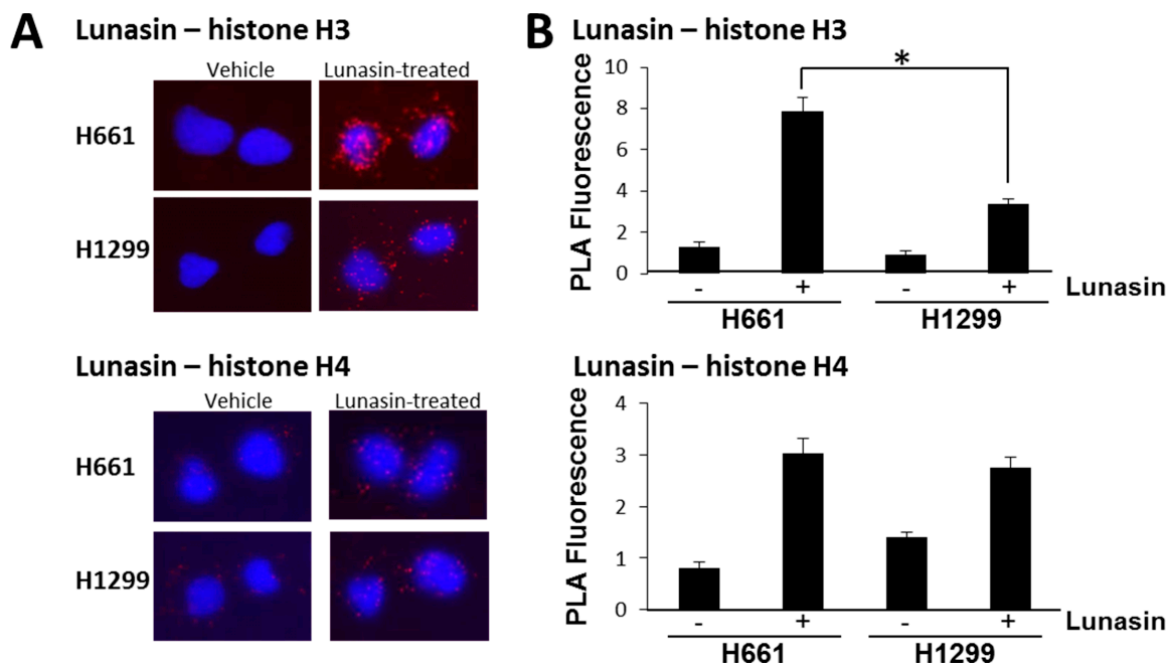 A
Lunasin – histone H3
Vehicle Lunasin-treated
H661
H1299
Lunasin – histone H4
Vehicle Lunasin-treated
H661
H1299
B
Lunasin – histone H3
PLA Fluorescence
10
8
6
4
2
0
*
- + - + Lunasin
H661 H1299
Lunasin – histone H4
PLA Fluorescence
4
3
2
1
0
- + - + Lunasin
H661 H1299